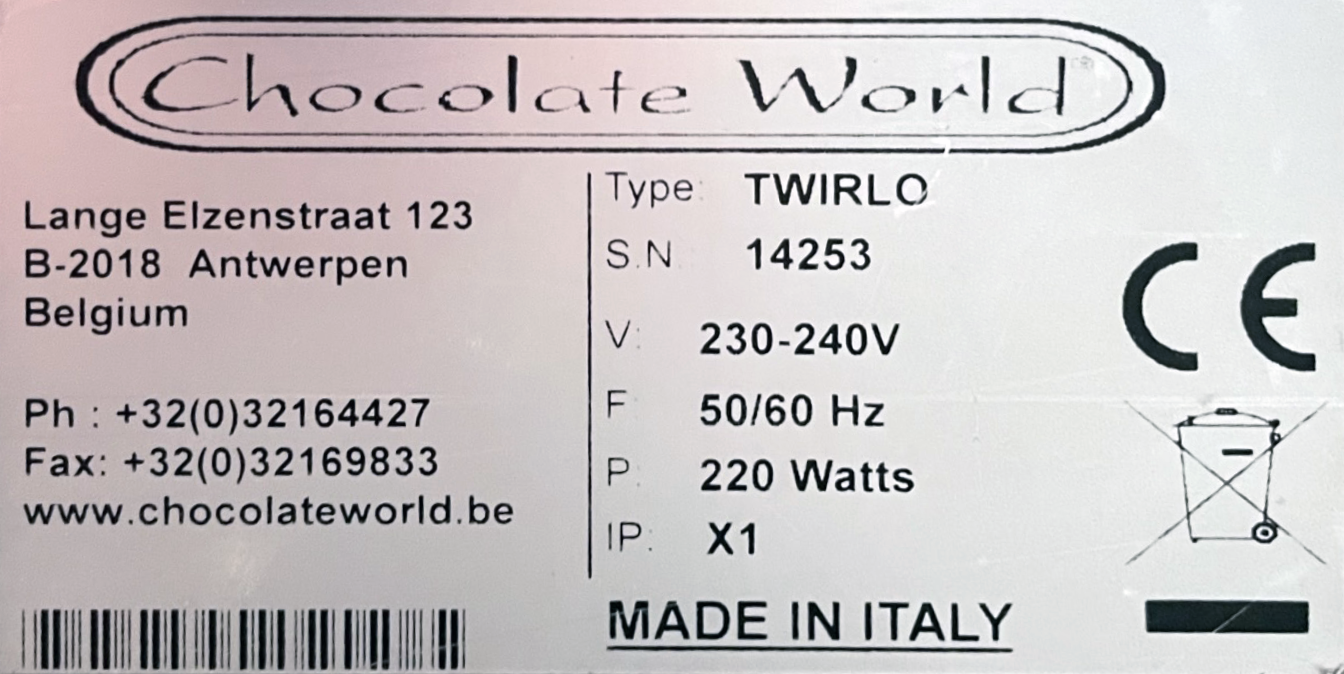 Chocolate World
Lange Elzenstraat 123
B-2018 Antwerpen
Belgium
Ph : +32(0)32164427
Fax: +32(0)32169833
www.chocolateworld.be
Type: TWIRLO
S.N. 14253
V: 230-240V
F: 50/60 Hz
P: 220 Watts
IP: X1
MADE IN ITALY
CE